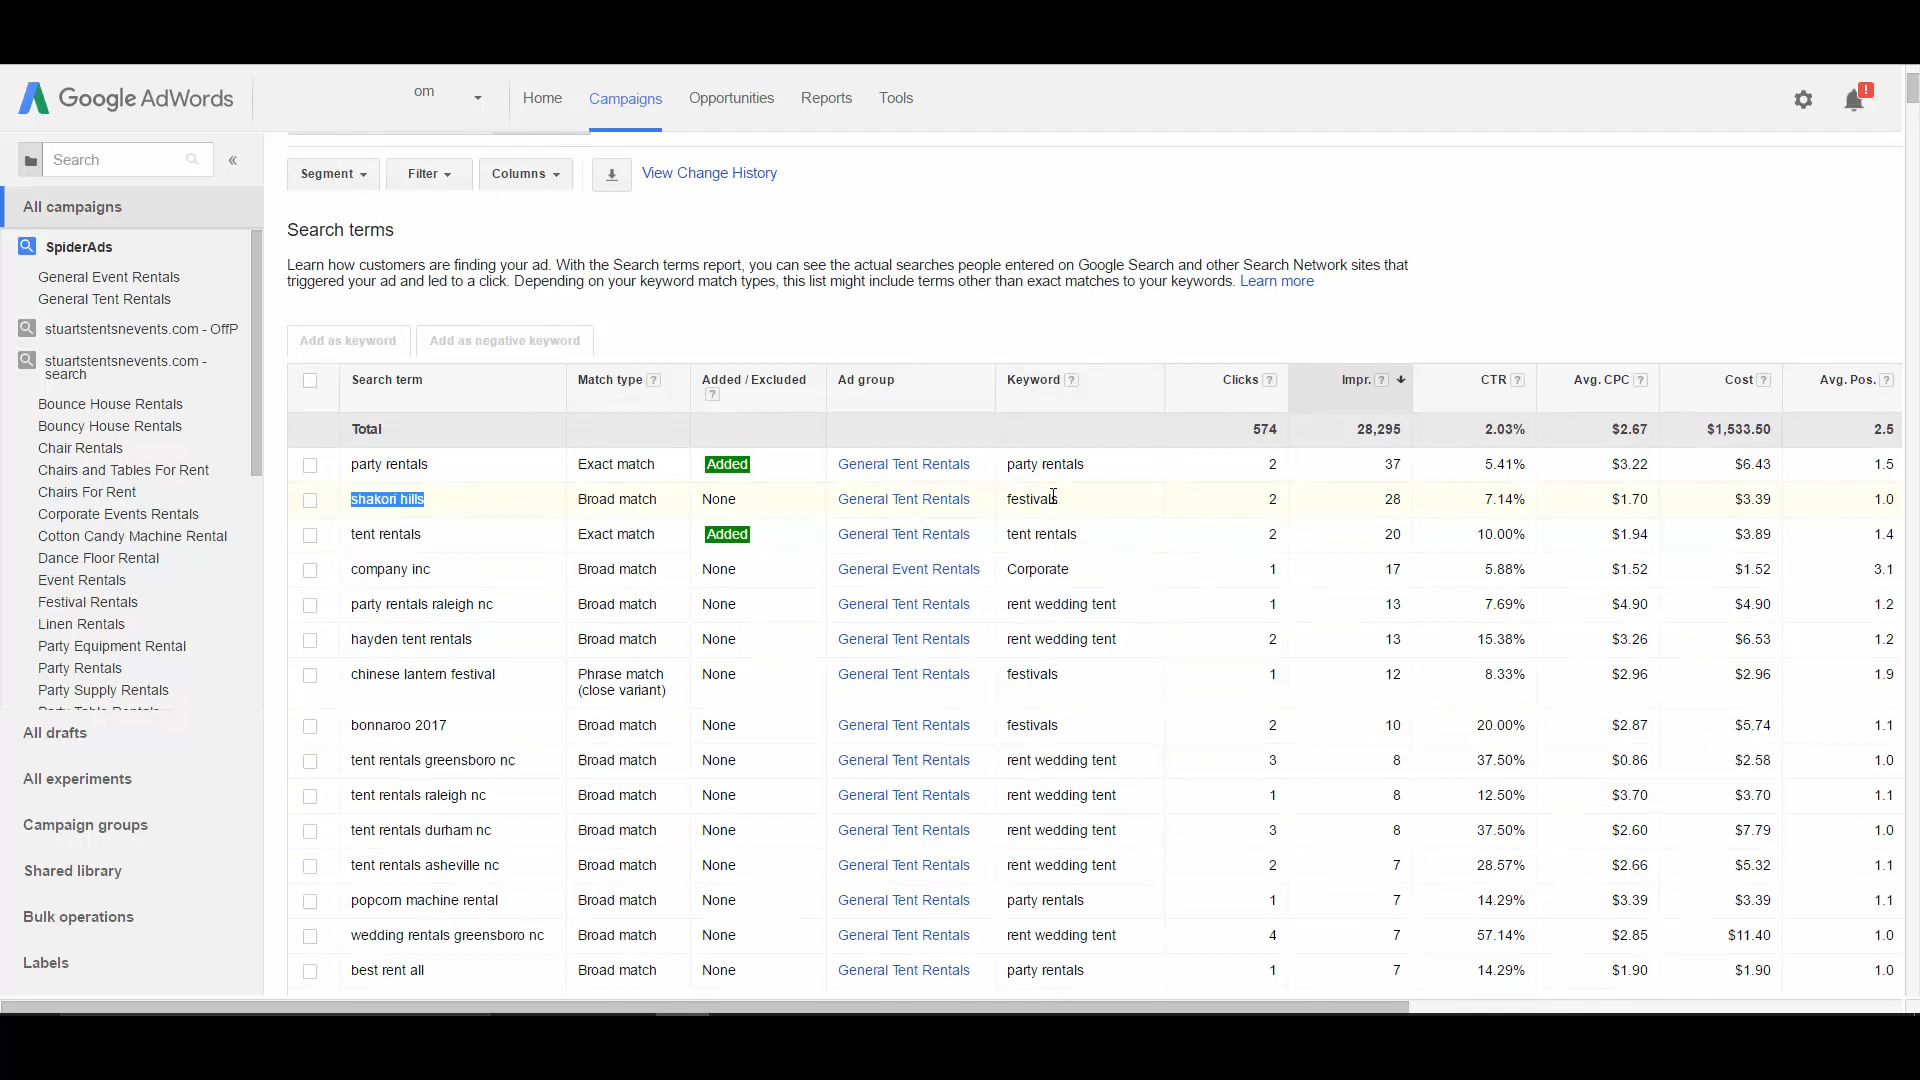 Google AdWords
om
Home
Campaigns
Opportunities
Reports
Tools
!
Search
«
All campaigns
SpiderAds
General Event Rentals
General Tent Rentals
stuartstentsnevents.com - OffP
stuartstentsnevents.com -
search
Bounce House Rentals
Bouncy House Rentals
Chair Rentals
Chairs and Tables For Rent
Chairs For Rent
Corporate Events Rentals
Cotton Candy Machine Rental
Dance Floor Rental
Event Rentals
Festival Rentals
Linen Rentals
Party Equipment Rental
Party Rentals
Party Supply Rentals
Party Table Rentals
All drafts
All experiments
Campaign groups
Shared library
Bulk operations
Labels
Segment
Filter
Columns
View Change History
Search terms
Learn how customers are finding your ad. With the Search terms report, you can see the actual searches people entered on Google Search and other Search Network sites that
triggered your ad and led to a click. Depending on your keyword match types, this list might include terms other than exact matches to your keywords. Learn more
Add as keyword
Add as negative keyword
Search term Match type ? Added / Excluded ? Ad group Keyword ? Clicks ? Impr. ? CTR ? Avg. CPC ? Cost ? Avg. Pos. ?
Total 574 28,295 2.03% $2.67 $1,533.50 2.5
party rentals Exact match Added General Tent Rentals party rentals 2 37 5.41% $3.22 $6.43 1.5
shakori hills Broad match None General Tent Rentals festivals 2 28 7.14% $1.70 $3.39 1.0
tent rentals Exact match Added General Tent Rentals tent rentals 2 20 10.00% $1.94 $3.89 1.4
company inc Broad match None General Event Rentals Corporate 1 17 5.88% $1.52 $1.52 3.1
party rentals raleigh nc Broad match None General Tent Rentals rent wedding tent 1 13 7.69% $4.90 $4.90 1.2
hayden tent rentals Broad match None General Tent Rentals rent wedding tent 2 13 15.38% $3.26 $6.53 1.2
chinese lantern festival Phrase match (close variant) None General Tent Rentals festivals 1 12 8.33% $2.96 $2.96 1.9
bonnaroo 2017 Broad match None General Tent Rentals festivals 2 10 20.00% $2.87 $5.74 1.1
tent rentals greensboro nc Broad match None General Tent Rentals rent wedding tent 3 8 37.50% $0.86 $2.58 1.0
tent rentals raleigh nc Broad match None General Tent Rentals rent wedding tent 1 8 12.50% $3.70 $3.70 1.1
tent rentals durham nc Broad match None General Tent Rentals rent wedding tent 3 8 37.50% $2.60 $7.79 1.0
tent rentals asheville nc Broad match None General Tent Rentals rent wedding tent 2 7 28.57% $2.66 $5.32 1.1
popcorn machine rental Broad match None General Tent Rentals party rentals 1 7 14.29% $3.39 $3.39 1.1
wedding rentals greensboro nc Broad match None General Tent Rentals rent wedding tent 4 7 57.14% $2.85 $11.40 1.0
best rent all Broad match None General Tent Rentals party rentals 1 7 14.29% $1.90 $1.90 1.0